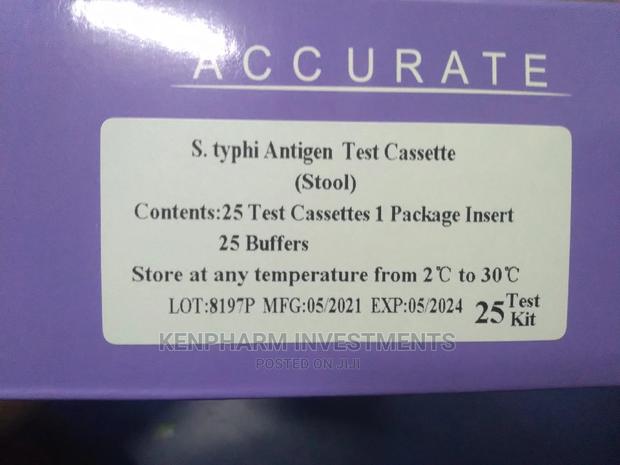 ACCURATE
S. typhi Antigen Test Cassette
(Stool)
Contents:25 Test Cassettes 1 Package Insert
25 Buffers
Store at any temperature from 2℃ to 30℃
LOT:8197P MFG:05/2021 EXP:05/2024 25 Test Kit
KENPHARM INVESTMENTS
POSTED ON JIJI